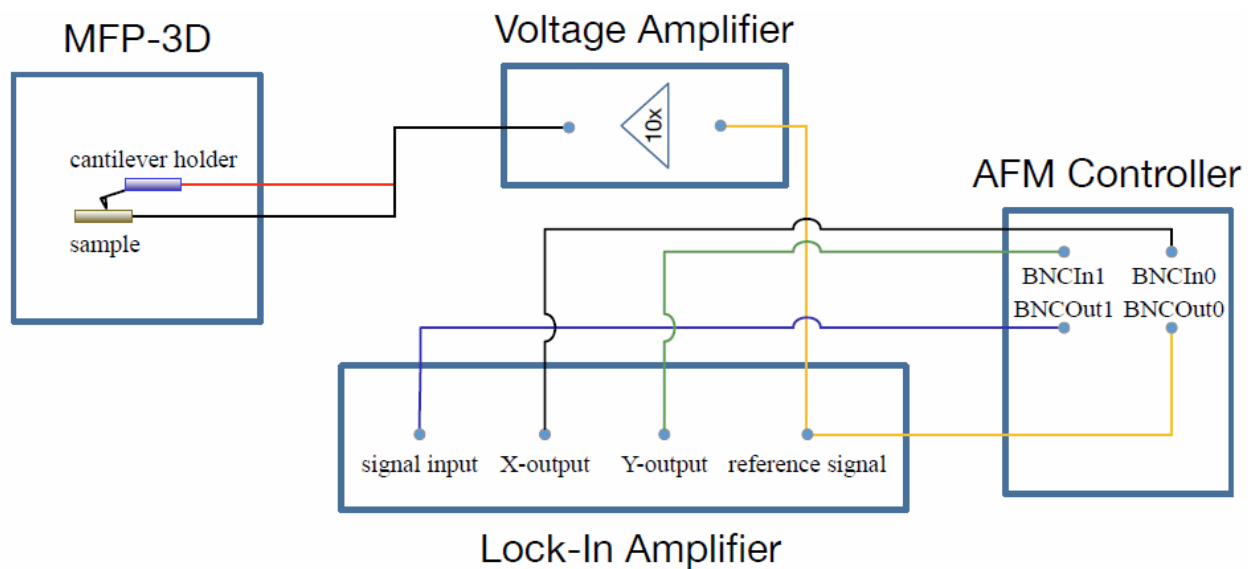 MFP-3D
Voltage Amplifier
10x
cantilever holder
sample
AFM Controller
BNCIn1 BNCIn0
BNCOut1 BNCOut0
signal input X-output Y-output reference signal
Lock-In Amplifier